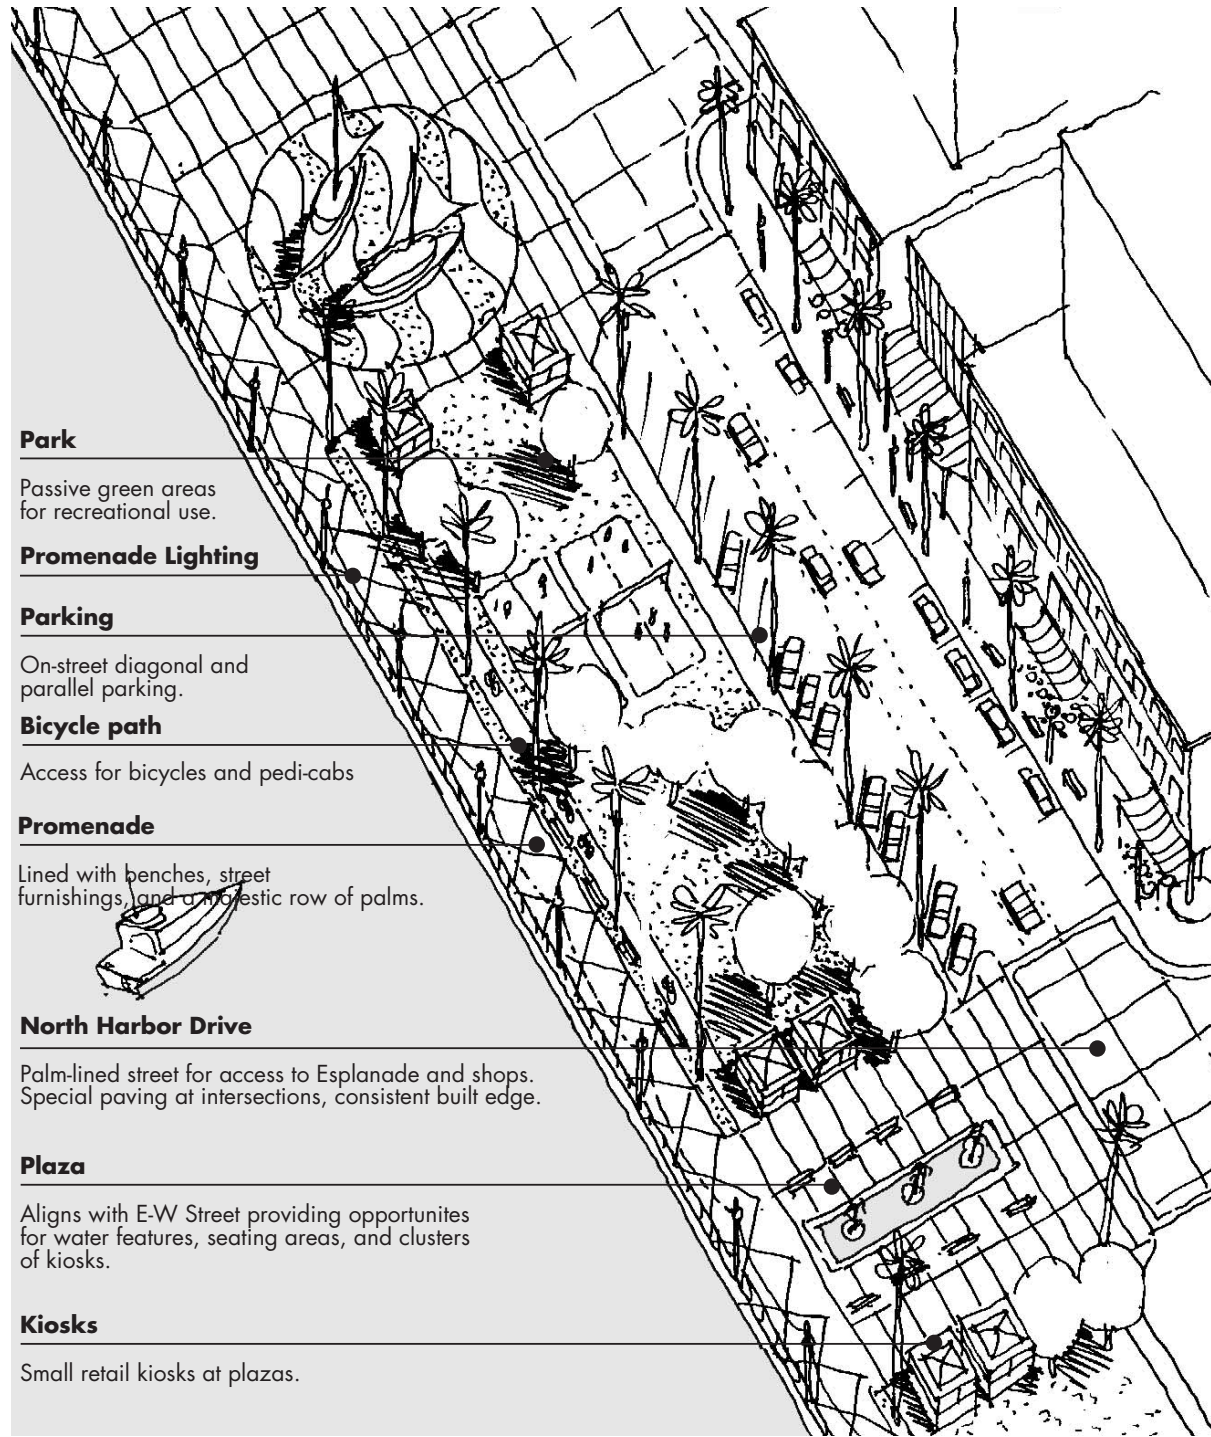 Park
Passive green areas
for recreational use.
Promenade Lighting
Parking
On-street diagonal and
parallel parking.
Bicycle path
Access for bicycles and pedi-cabs
Promenade
Lined with benches, street
furnishings, and a majestic row of palms.
North Harbor Drive
Palm-lined street for access to Esplanade and shops.
Special paving at intersections, consistent built edge.
Plaza
Aligns with E-W Street providing opportunites
for water features, seating areas, and clusters
of kiosks.
Kiosks
Small retail kiosks at plazas.